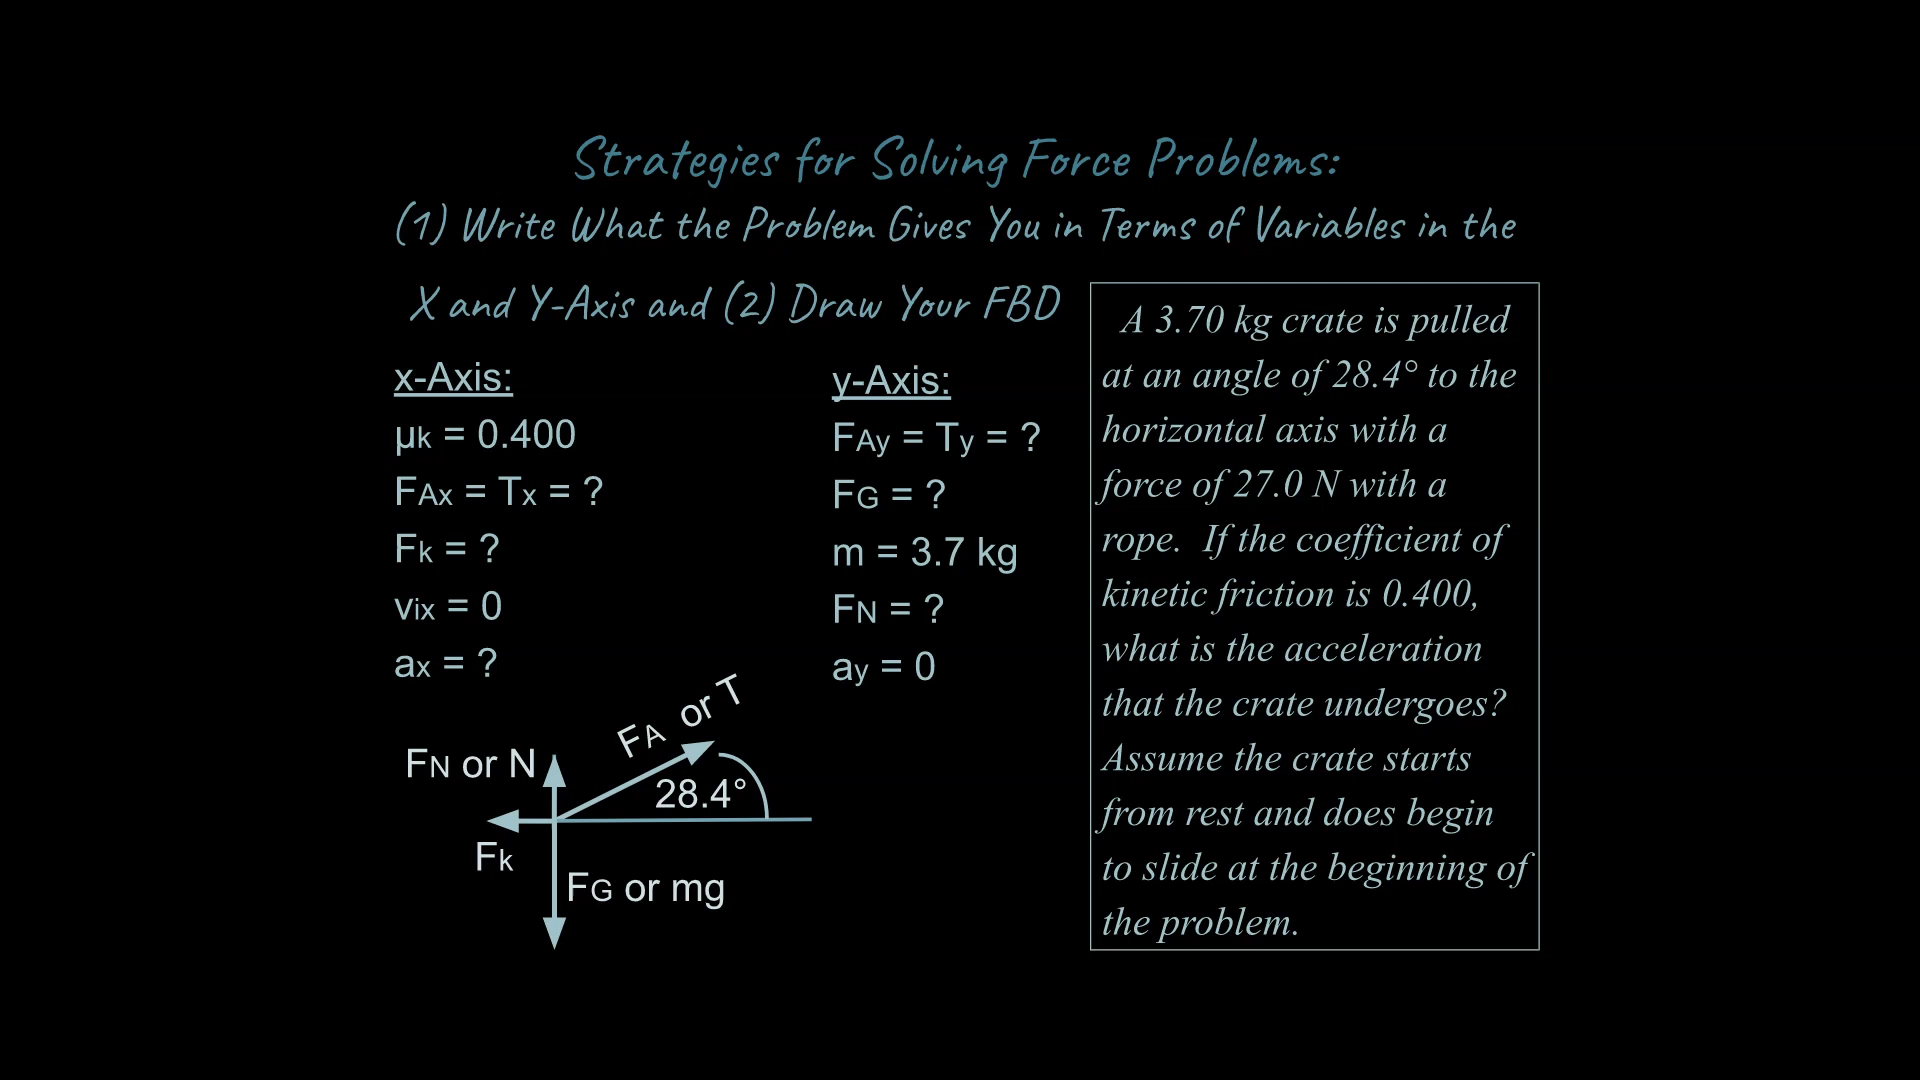 Strategies for Solving Force Problems:
(1) Write What the Problem Gives You in Terms of Variables in the
X and Y-Axis and (2) Draw Your FBD
x-Axis:
μk = 0.400
FAx = Tx = ?
Fk = ?
vix = 0
ax = ?
y-Axis:
FAy = Ty = ?
FG = ?
m = 3.7 kg
FN = ?
ay = 0
A 3.70 kg crate is pulled
at an angle of 28.4° to the
horizontal axis with a
force of 27.0 N with a
rope. If the coefficient of
kinetic friction is 0.400,
what is the acceleration
that the crate undergoes?
Assume the crate starts
from rest and does begin
to slide at the beginning of
the problem.
FA or T
FN or N
28.4°
Fk
FG or mg